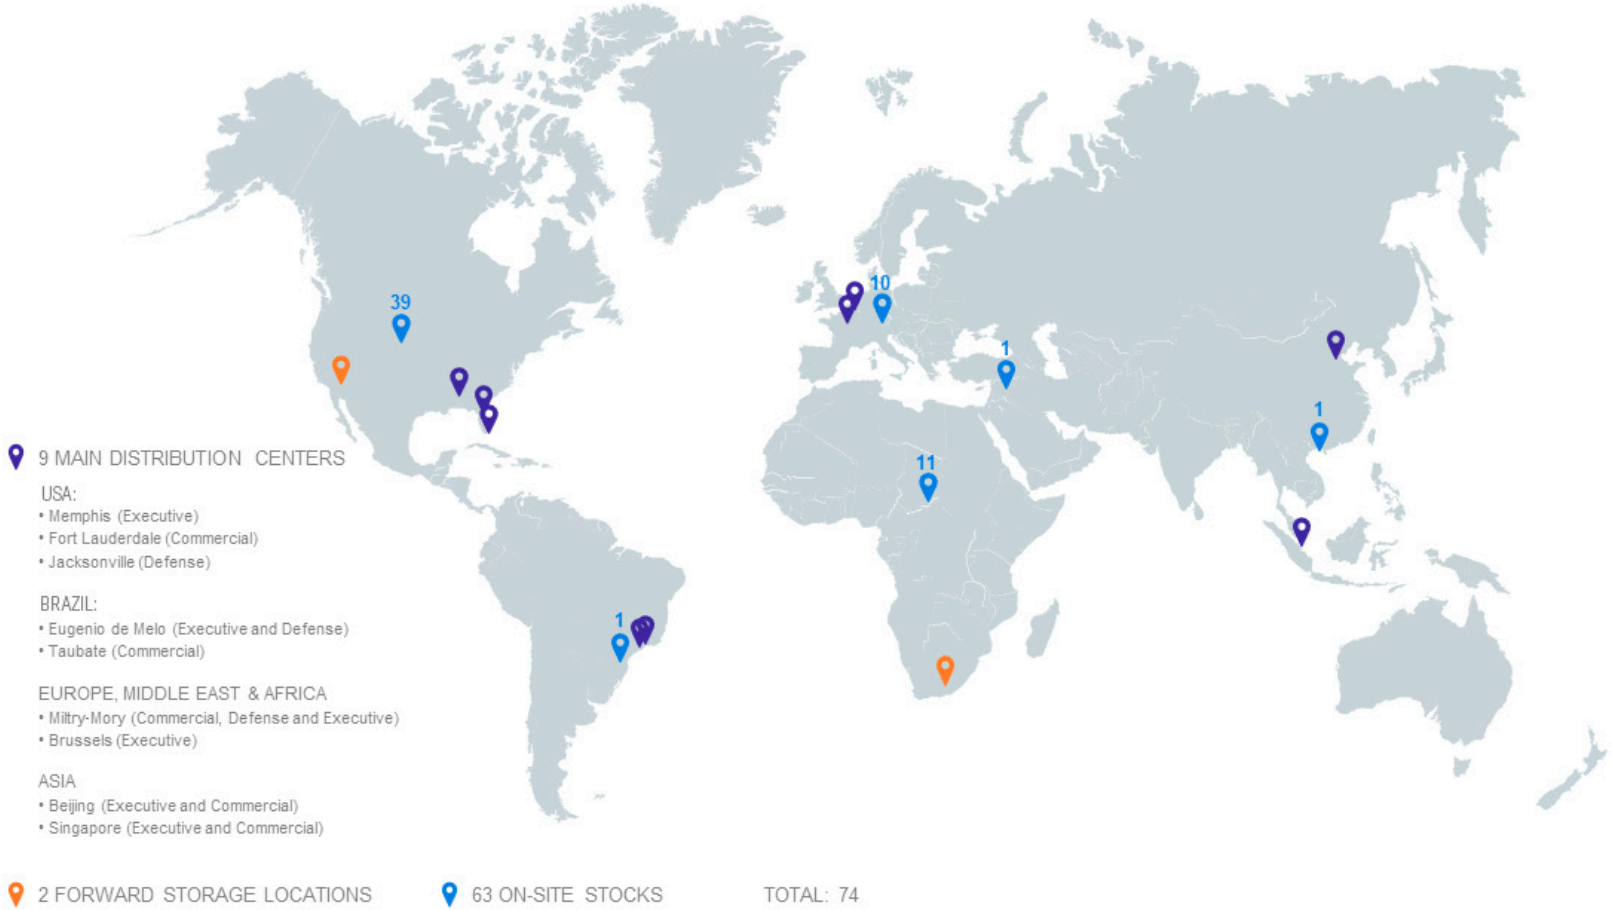 39
10
1
1
11
9 MAIN DISTRIBUTION CENTERS
USA:
• Memphis (Executive)
• Fort Lauderdale (Commercial)
• Jacksonville (Defense)
BRAZIL:
• Eugenio de Melo (Executive and Defense)
• Taubate (Commercial)
1
EUROPE, MIDDLE EAST & AFRICA
• Miltry-Mory (Commercial, Defense and Executive)
• Brussels (Executive)
ASIA
• Beijing (Executive and Commercial)
• Singapore (Executive and Commercial)
2 FORWARD STORAGE LOCATIONS
63 ON-SITE STOCKS
TOTAL: 74